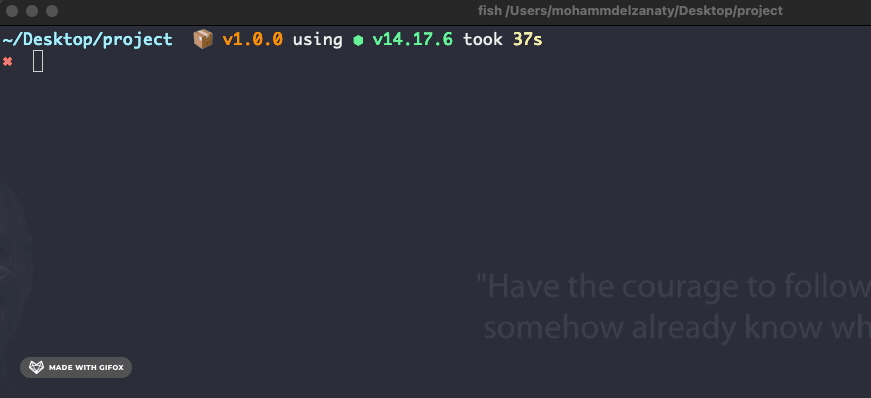 fish /Users/mohammdelzanaty/Desktop/project
~/Desktop/project 📦 v1.0.0 using ⬢ v14.17.6 took 37s
✖
"Have the courage to follow
somehow already know wh
MADE WITH GIFOX